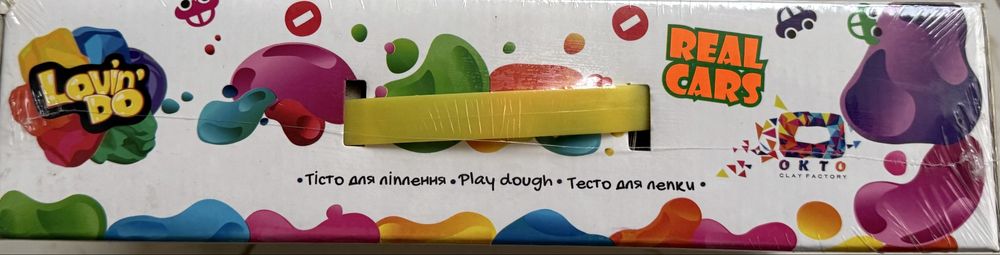 Lovin' DO
REAL CARS
OKTO
CLAY FACTORY
•Тісто для ліплення • Play dough • Тесто для лепки •